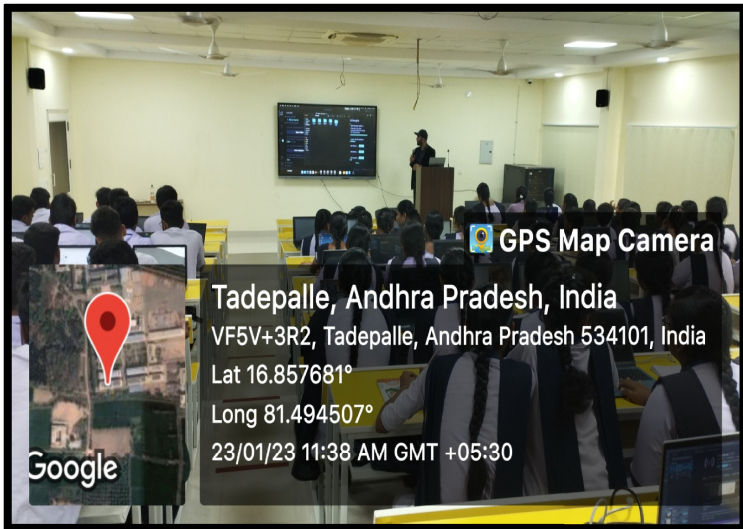 GPS Map Camera
Tadepalle, Andhra Pradesh, India
VF5V+3R2, Tadepalle, Andhra Pradesh 534101, India
Lat 16.857681°
Long 81.494507°
23/01/23 11:38 AM GMT +05:30
Google